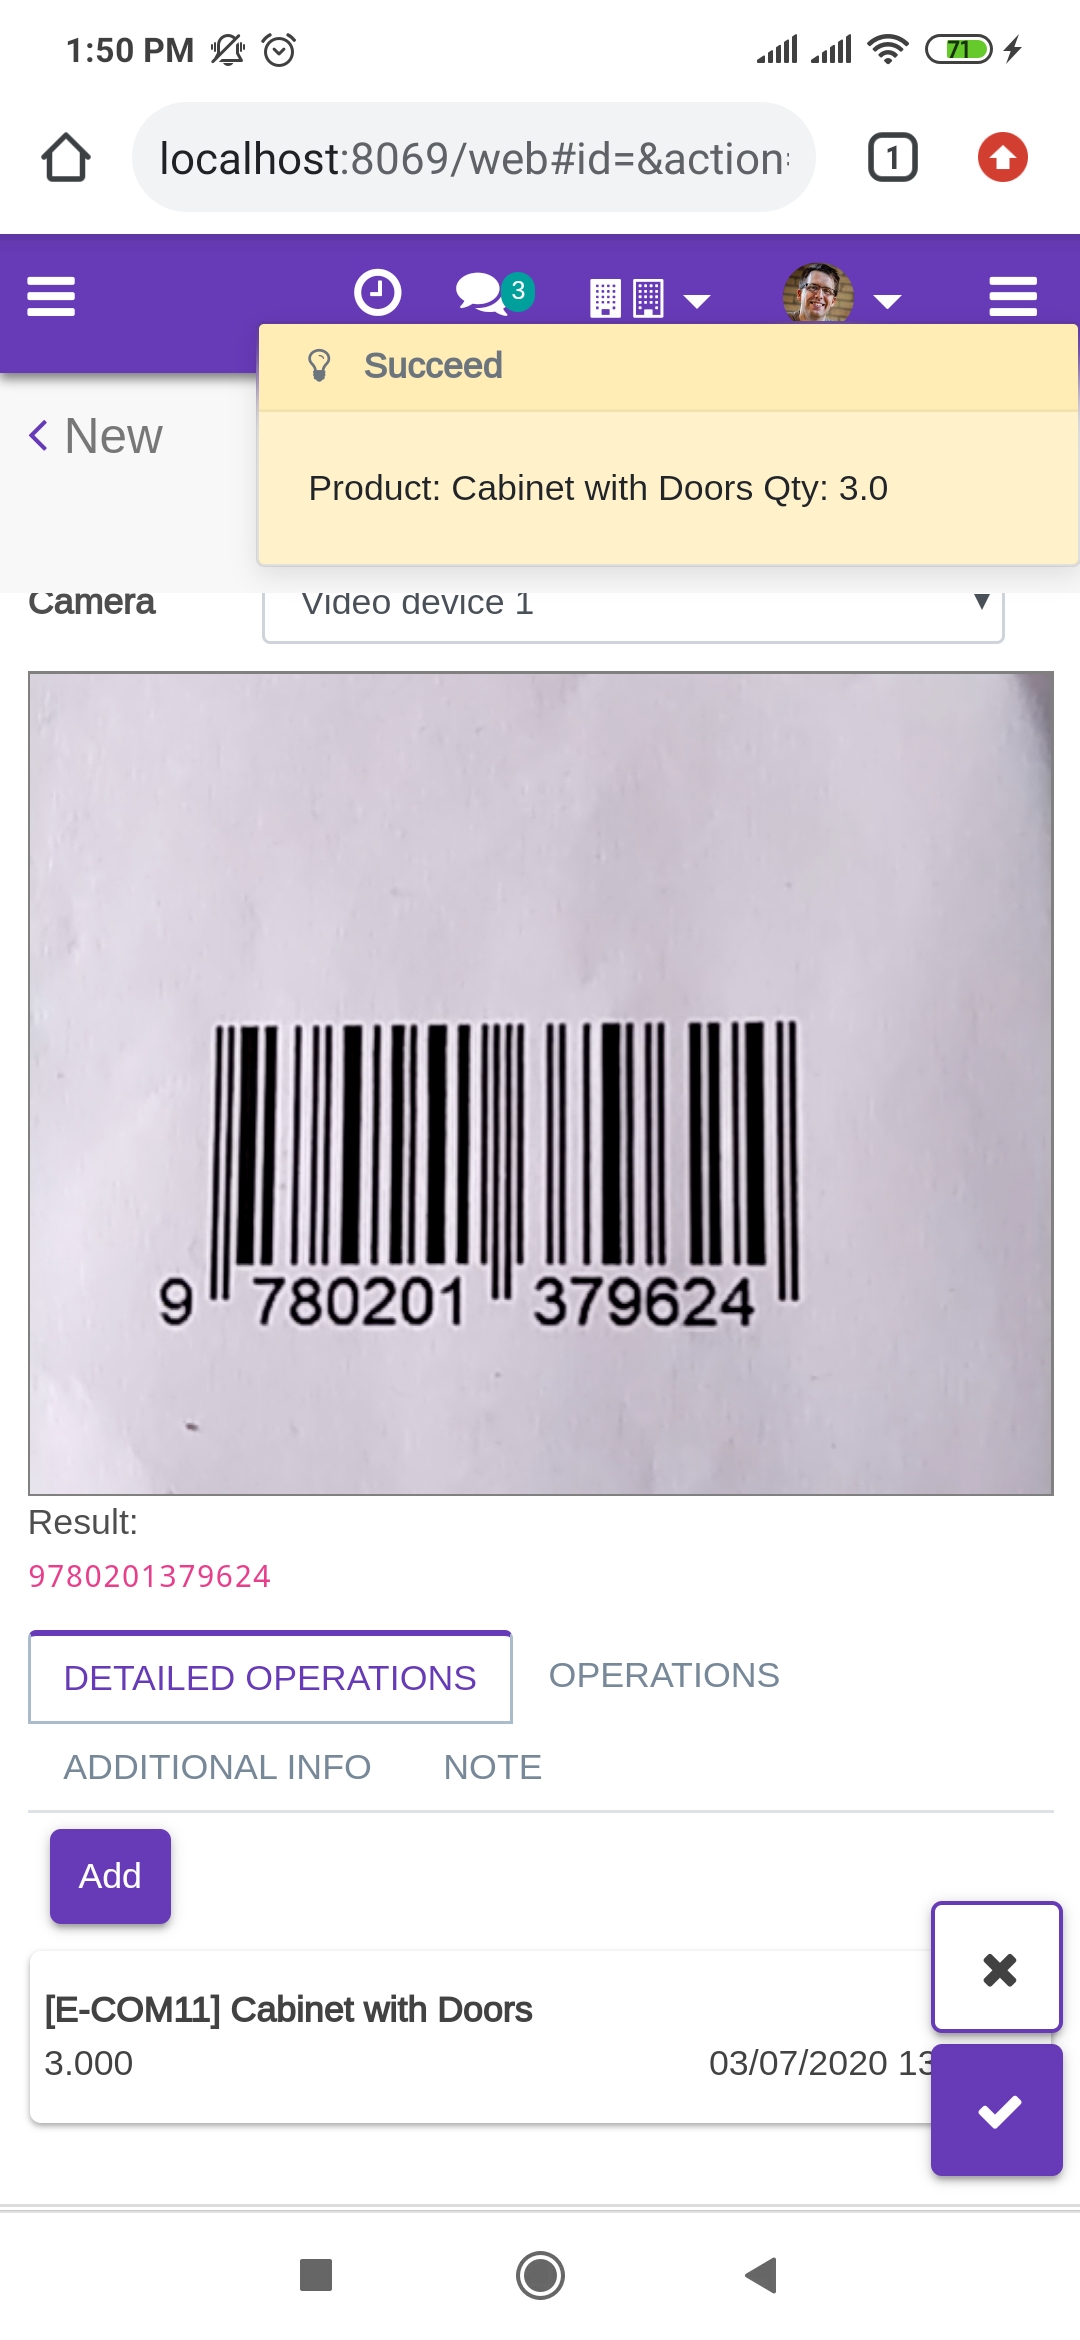 1:50 PM 71
localhost:8069/web#id=&action
1
3
Succeed
New
Product: Cabinet with Doors Qty: 3.0
Camera Video device 1
9 780201 379624
Result:
9780201379624
DETAILED OPERATIONS OPERATIONS
ADDITIONAL INFO NOTE
Add
[E-COM11] Cabinet with Doors
3.000 03/07/2020 13